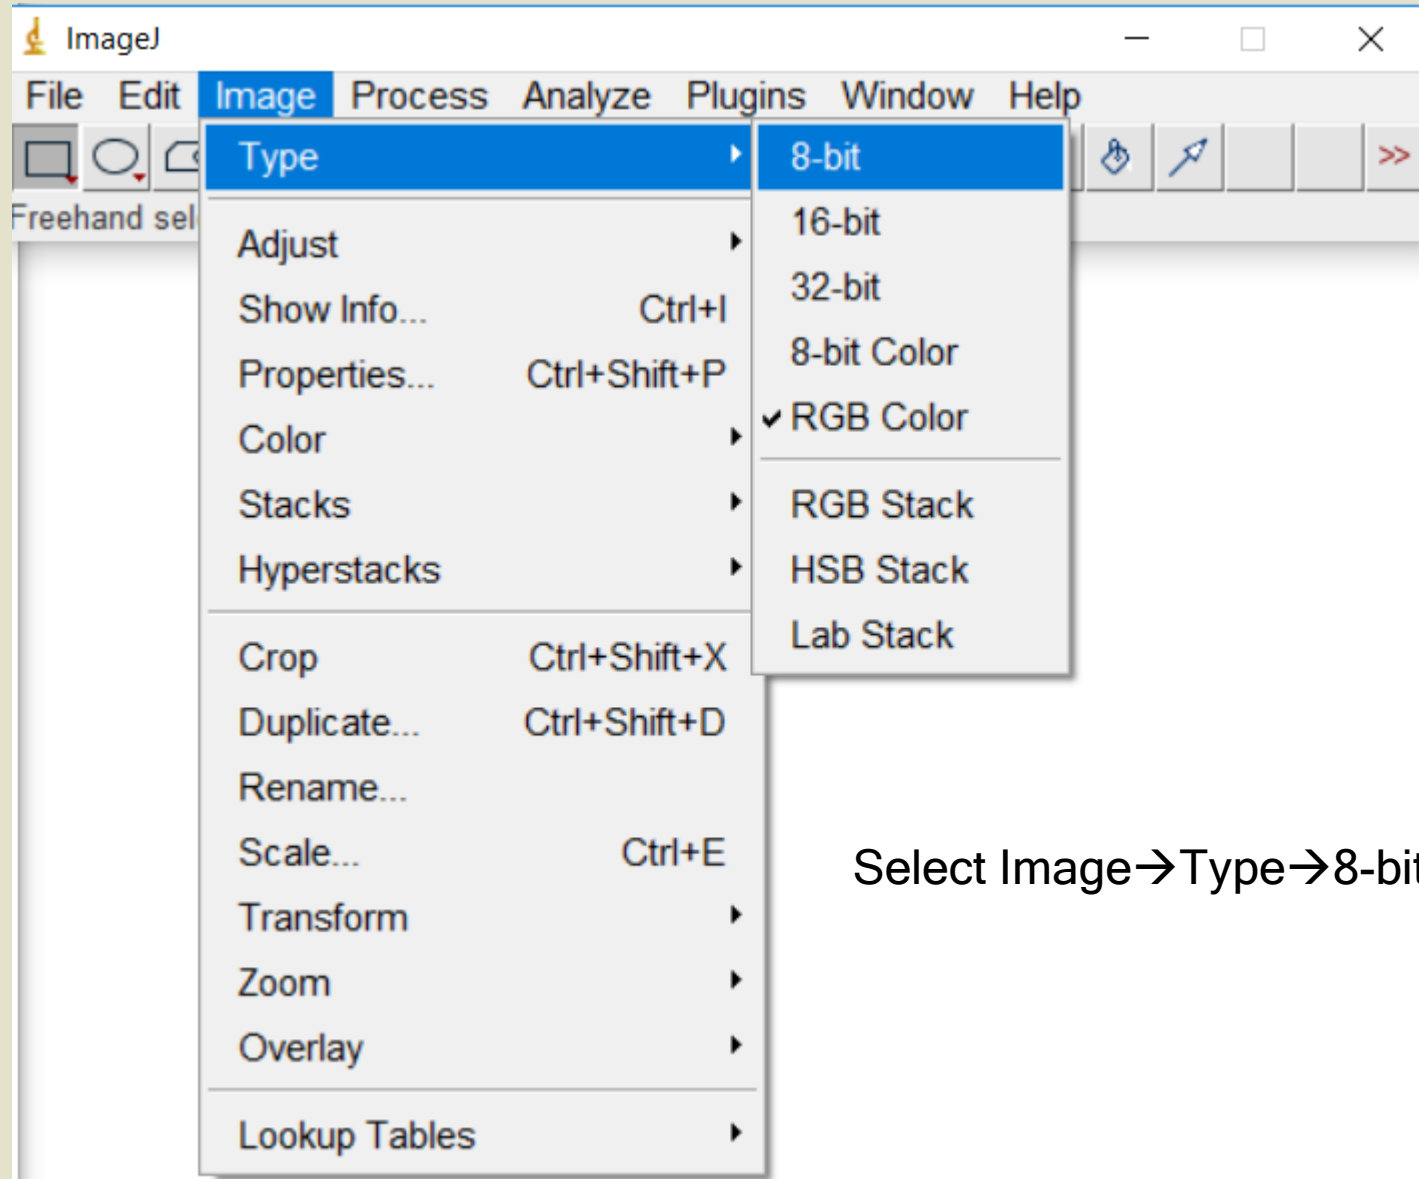 ImageJ
File Edit Image Process Analyze Plugins Window Help
>>
Freehand sel
Type
Adjust
Show Info... Ctrl+I
Properties... Ctrl+Shift+P
Color
Stacks
Hyperstacks
Crop Ctrl+Shift+X
Duplicate... Ctrl+Shift+D
Rename...
Scale... Ctrl+E
Transform
Zoom
Overlay
Lookup Tables
8-bit
16-bit
32-bit
8-bit Color
RGB Color
RGB Stack
HSB Stack
Lab Stack
Select Image→Type→8-bit